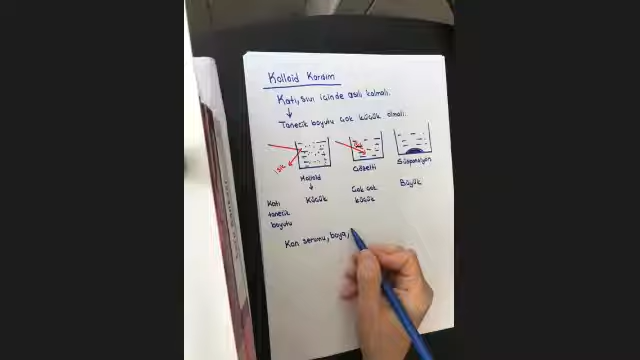 Kolloid Karışım
Katı, sıvı içinde asılı kalmalı.
Tanecik boyutu çok küçük olmalı.
Işık
Kolloid
Çözelti
Süspansiyon
Katı tanecik boyutu
Küçük
Çok çok küçük
Büyük
Kan serumu, boya,